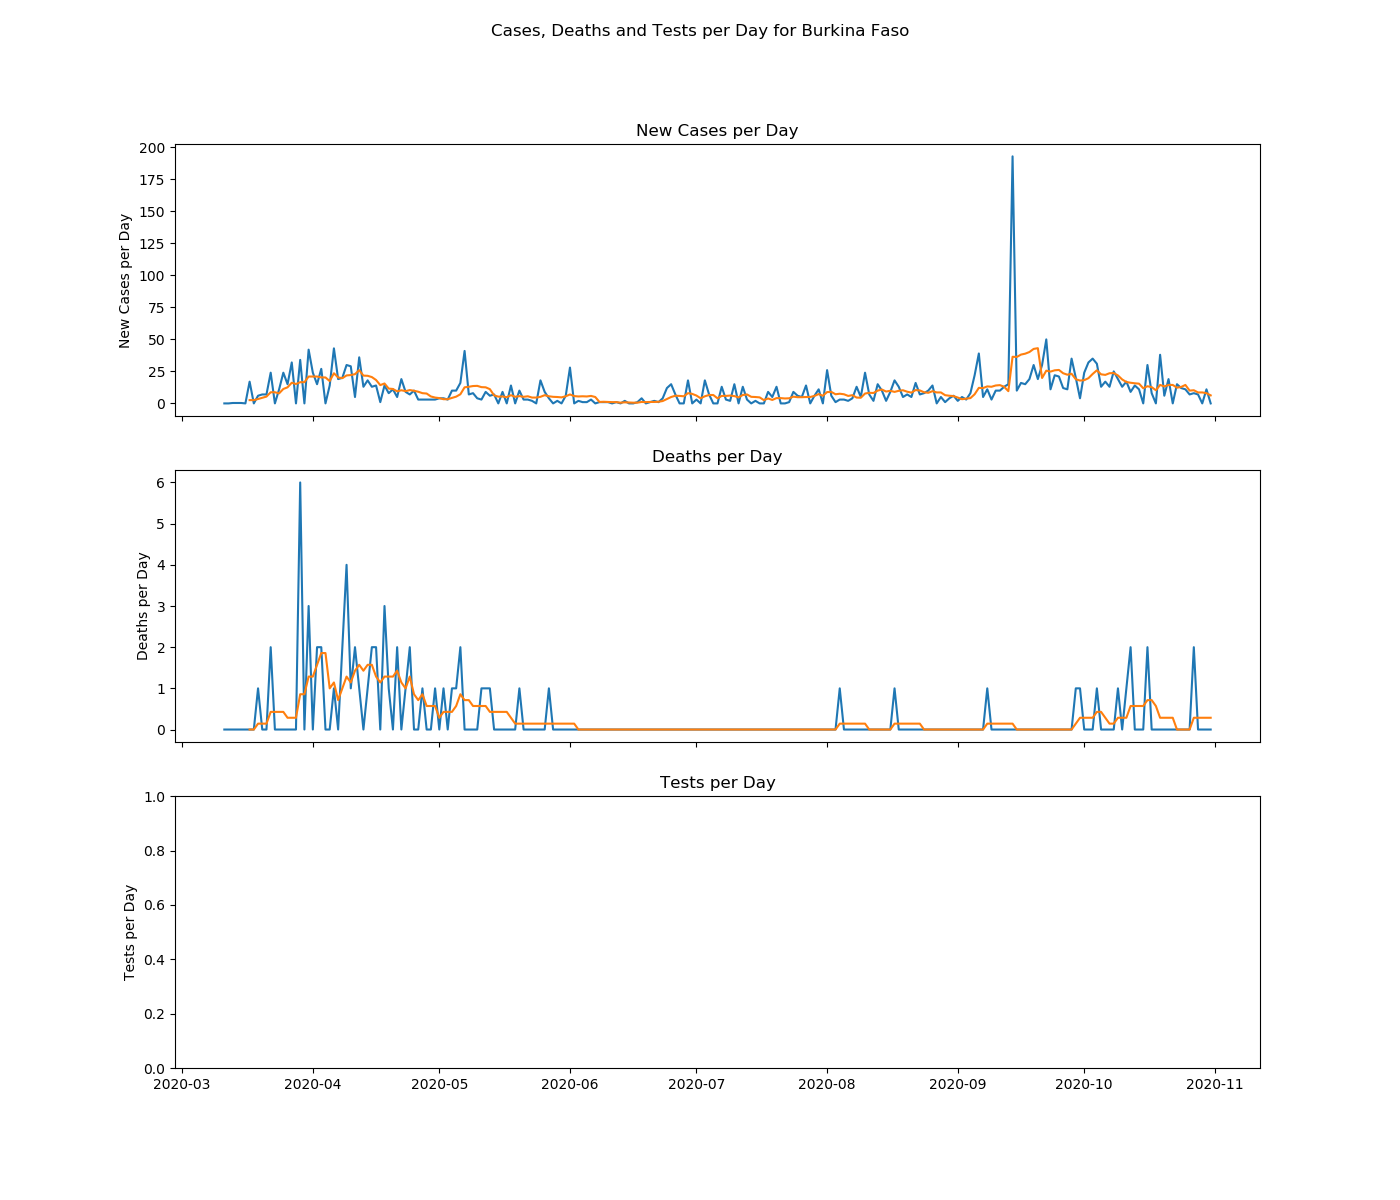 Cases, Deaths and Tests per Day for Burkina Faso
New Cases per Day
New Cases per Day
200
175
150
125
100
75
50
25
0
Deaths per Day
Deaths per Day
6
5
4
3
2
1
0
Tests per Day
Tests per Day
1.0
0.8
0.6
0.4
0.2
0.0
2020-03 2020-04 2020-05 2020-06 2020-07 2020-08 2020-09 2020-10 2020-11